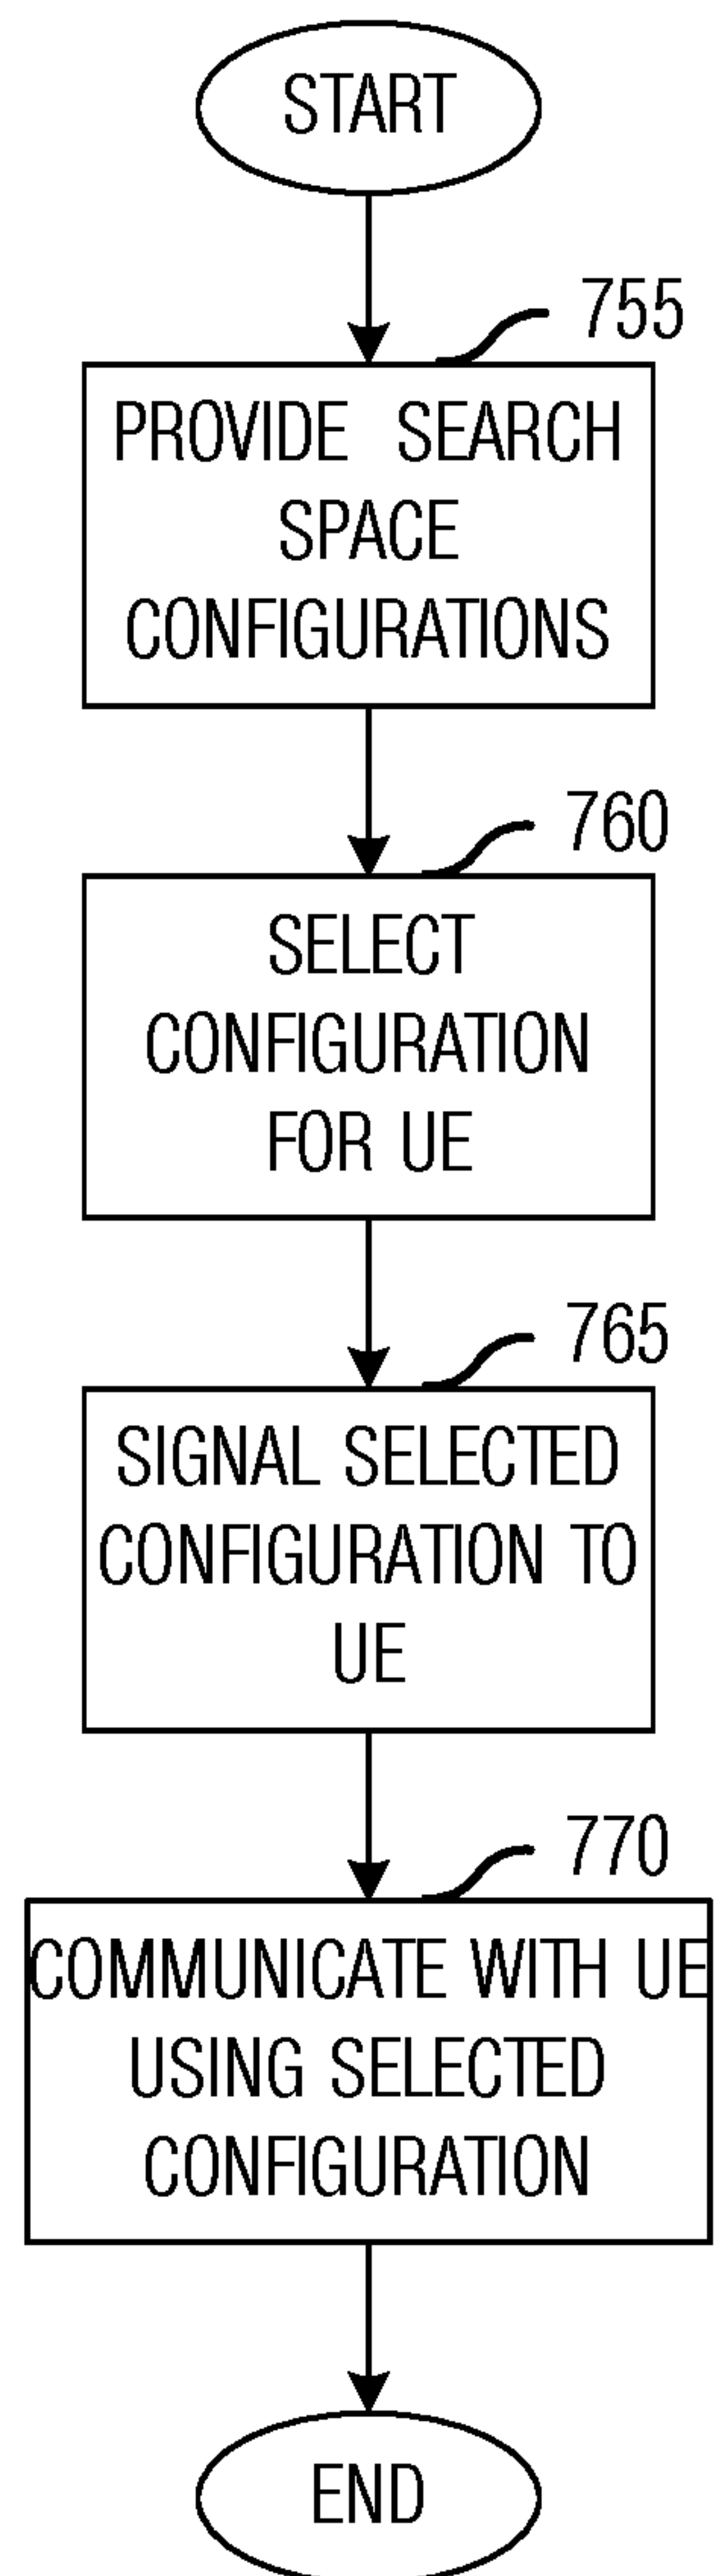 START
755
PROVIDE SEARCH
SPACE
CONFIGURATIONS
760
SELECT
CONFIGURATION
FOR UE
765
SIGNAL SELECTED
CONFIGURATION TO
UE
770
COMMUNICATE WITH UE
USING SELECTED
CONFIGURATION
END